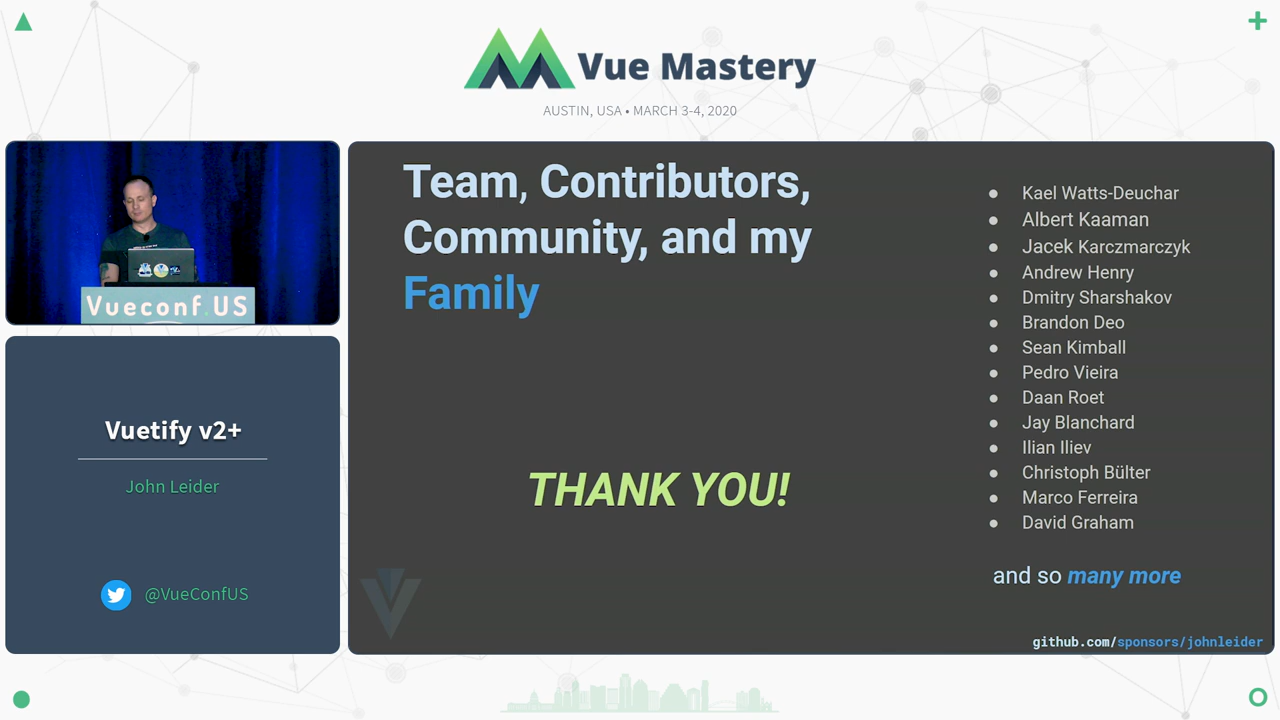 Vue Mastery
AUSTIN, USA • MARCH 3-4, 2020
Vueconf.US
Vuetify v2+
John Leider
@VueConfUS
Team, Contributors,
Community, and my
Family
THANK YOU!
● Kael Watts-Deuchar
● Albert Kaaman
● Jacek Karczmarczyk
● Andrew Henry
● Dmitry Sharshakov
● Brandon Deo
● Sean Kimball
● Pedro Vieira
● Daan Roet
● Jay Blanchard
● Ilian Iliev
● Christoph Bülter
● Marco Ferreira
● David Graham
and so many more
github.com/sponsors/johnleider